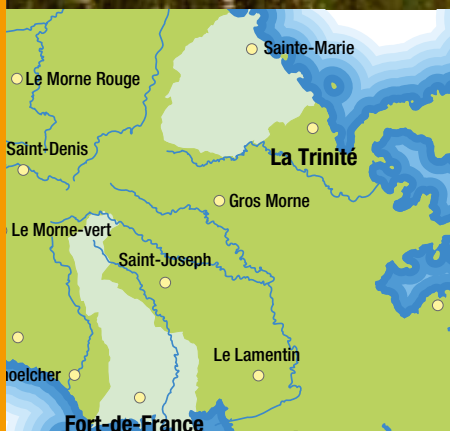 Sainte-Marie
Le Morne Rouge
Saint-Denis
La Trinité
Gros Morne
Le Morne-vert
Saint-Joseph
Le Lamentin
hoelcher
Fort-de-France